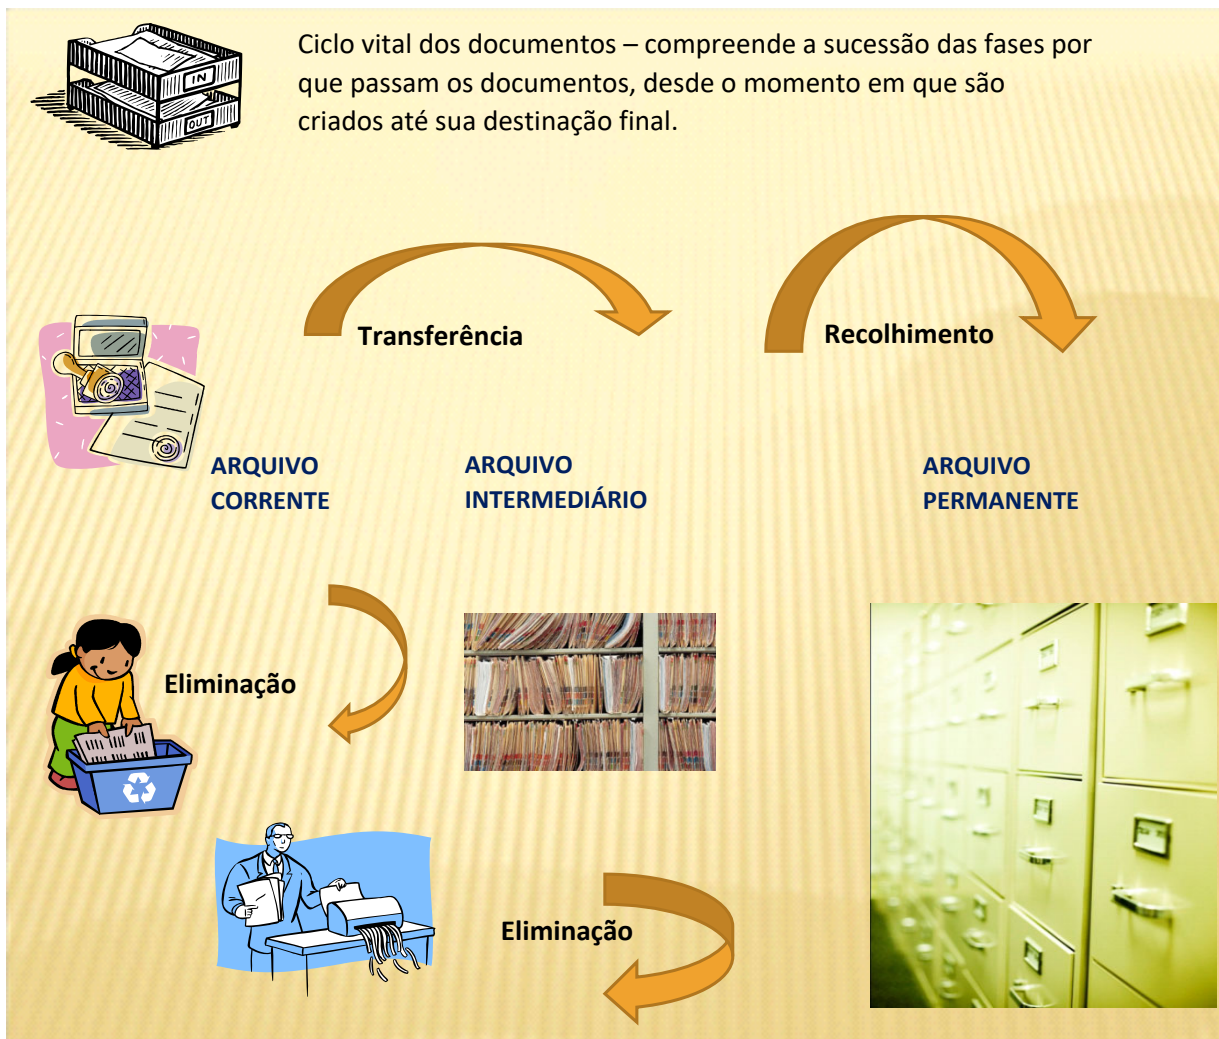 IN
OUT
Ciclo vital dos documentos – compreende a sucessão das fases por
que passam os documentos, desde o momento em que são
criados até sua destinação final.
Transferência
Recolhimento
ARQUIVO
CORRENTE
ARQUIVO
INTERMEDIÁRIO
ARQUIVO
PERMANENTE
Eliminação
Eliminação